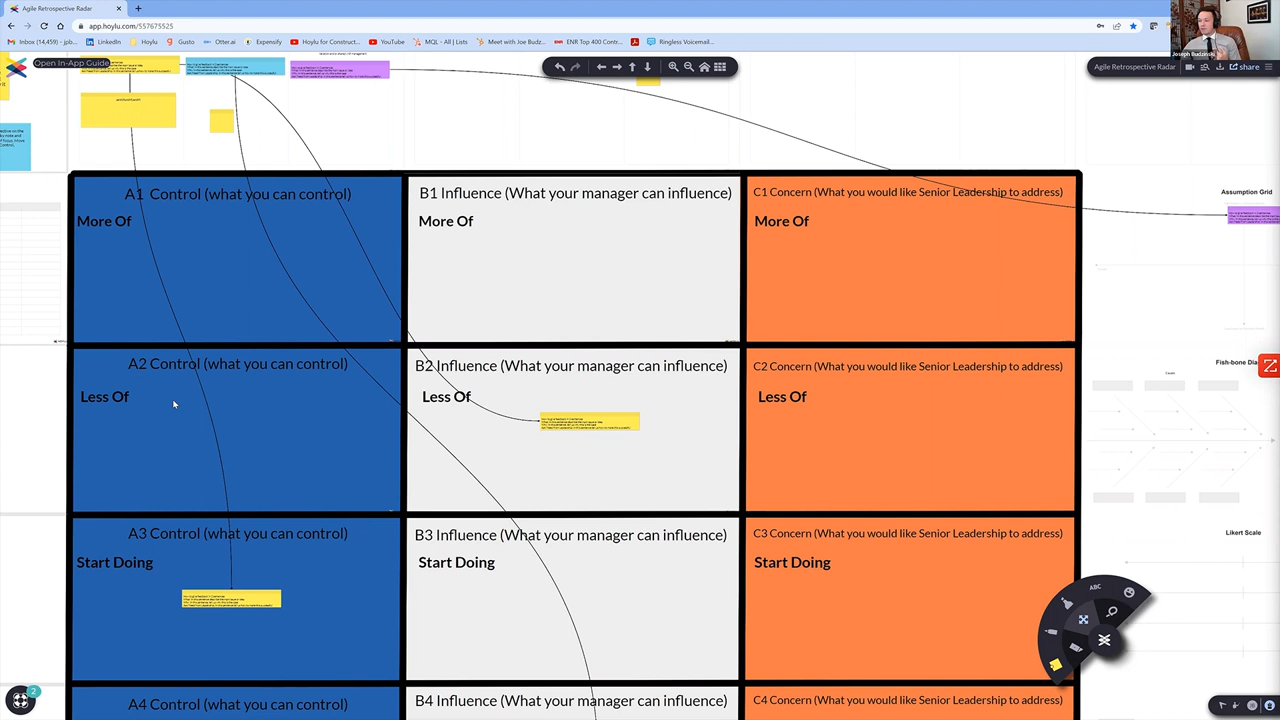 Agile Retrospective Radar
app.hoylu.com/557675525
Inbox (14,459) - job...
LinkedIn
Hoylu
Gusto
Otter.ai
Expensify
Hoylu for Construct...
YouTube
MQL - All | Lists
Meet with Joe Budz...
ENR Top 400 Contr...
Ringless Voicemail...
Joseph Budzinski
Open In-App Guide
Agile Retrospective Radar
share
A1 Control (what you can control)
More Of
B1 Influence (What your manager can influence)
More Of
C1 Concern (What you would like Senior Leadership to address)
More Of
Assumption Grid
A2 Control (what you can control)
Less Of
B2 Influence (What your manager can influence)
Less Of
C2 Concern (What you would like Senior Leadership to address)
Less Of
Fish-bone Dia
A3 Control (what you can control)
Start Doing
B3 Influence (What your manager can influence)
Start Doing
C3 Concern (What you would like Senior Leadership to address)
Start Doing
Likert Scale
ABC
A4 Control (what you can control)
B4 Influence (What your manager can influence)
C4 Concern (What you would like Senior Leadership to address)
2